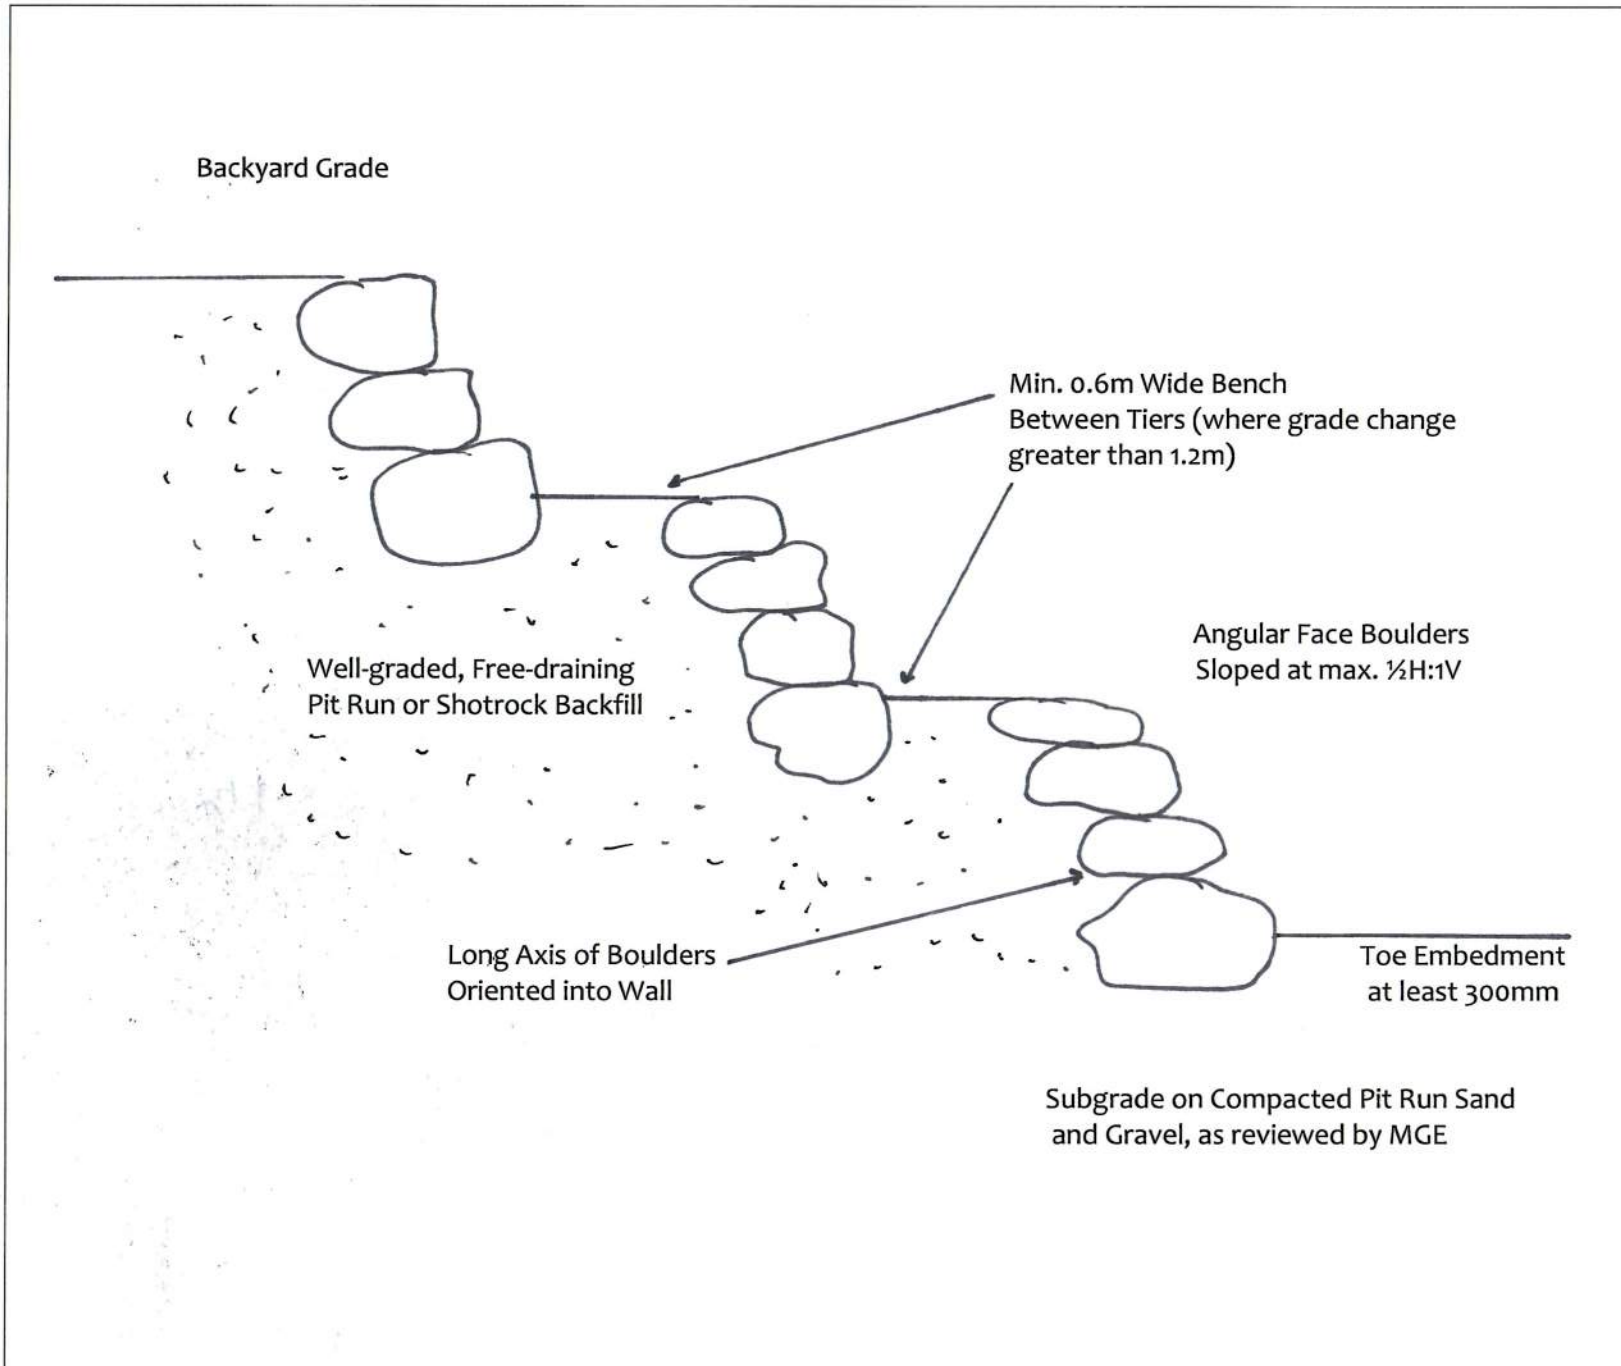 Backyard Grade
Min. 0.6m Wide Bench
Between Tiers (where grade change
greater than 1.2m)
Angular Face Boulders
Sloped at max. ½H:1V
Well-graded, Free-draining
Pit Run or Shotrock Backfill
Long Axis of Boulders
Oriented into Wall
Toe Embedment
at least 300mm
Subgrade on Compacted Pit Run Sand
and Gravel, as reviewed by MGE